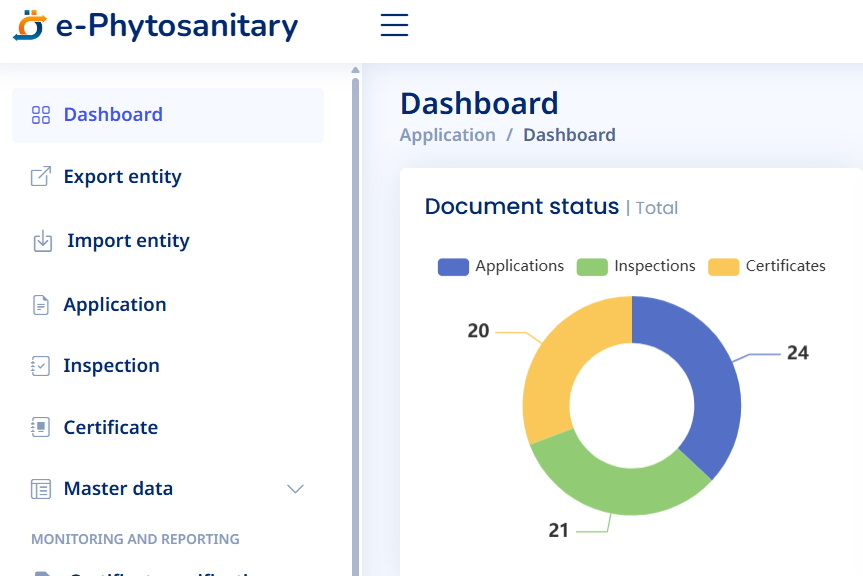 e-Phytosanitary
Dashboard
Export entity
Import entity
Application
Inspection
Certificate
Master data
MONITORING AND REPORTING
Dashboard
Application / Dashboard
Document status | Total
Applications Inspections Certificates
20
24
21